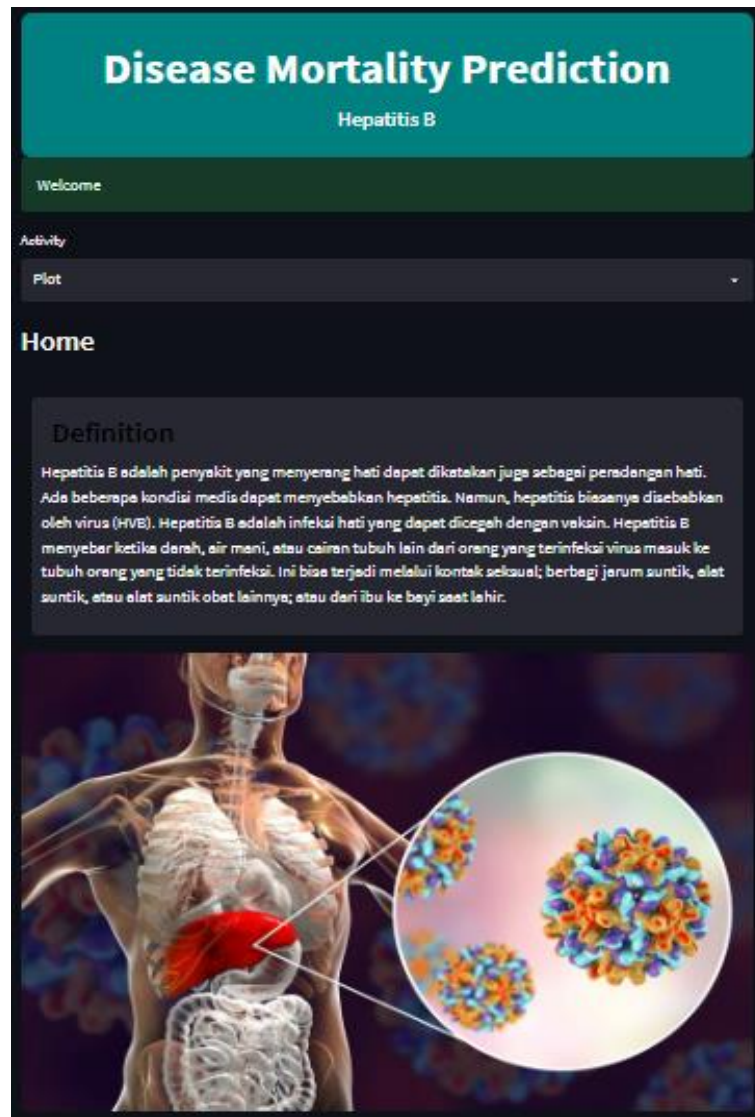 Disease Mortality Prediction
Hepatitis B
Welcome
Activity
Plot
Home
Definition
Hepatitis B adalah penyakit yang menyerang hati dapat dikatakan juga sebagai peradangan hati.
Ada beberapa kondisi medis dapat menyebabkan hepatitis. Namun, hepatitis biasanya disebabkan
oleh virus (HVB). Hepatitis B adalah infeksi hati yang dapat dicegah dengan vaksin. Hepatitis B
menyebar ketika darah, air mani, atau cairan tubuh lain dari orang yang terinfeksi virus masuk ke
tubuh orang yang tidak terinfeksi. Ini bisa terjadi melalui kontak seksual; berbagi jarum suntik, alat
suntik, atau alat suntik obat lainnya; atau dari ibu ke bayi saat lahir.